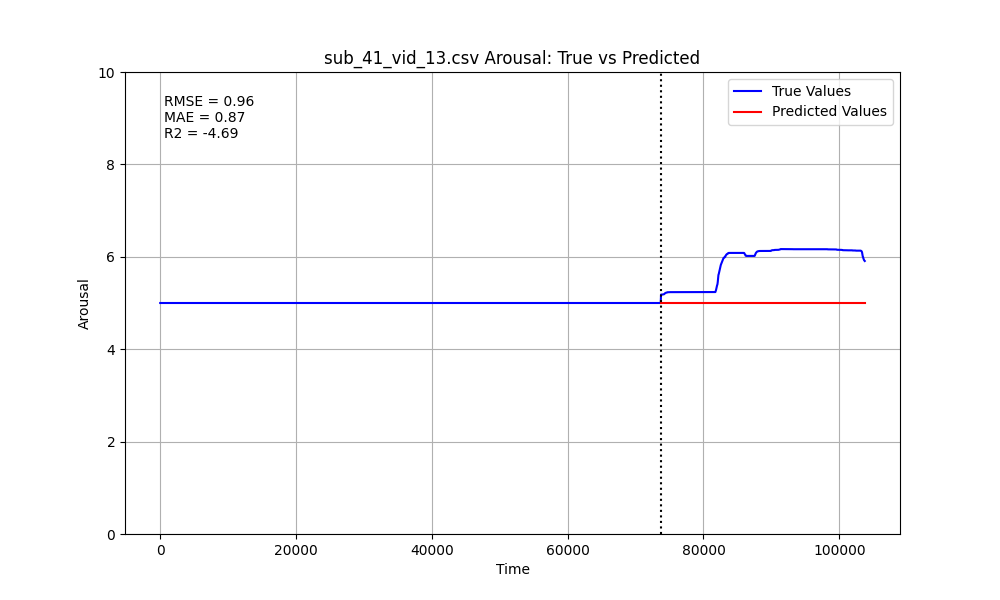 sub_41_vid_13.csv Arousal: True vs Predicted
RMSE = 0.96
MAE = 0.87
R2 = -4.69
True Values
Predicted Values
10
8
6
4
2
0
Arousal
0
20000
40000
60000
80000
100000
Time